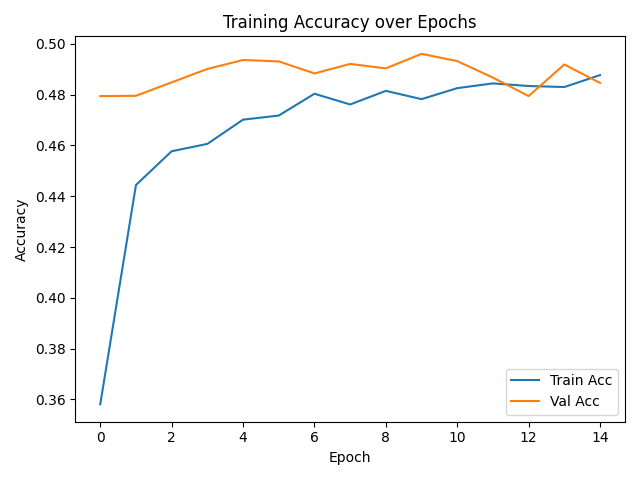 Training Accuracy over Epochs
0.50
0.48
0.46
0.44
0.42
0.40
0.38
0.36
Accuracy
0 2 4 6 8 10 12 14
Epoch
Train Acc
Val Acc